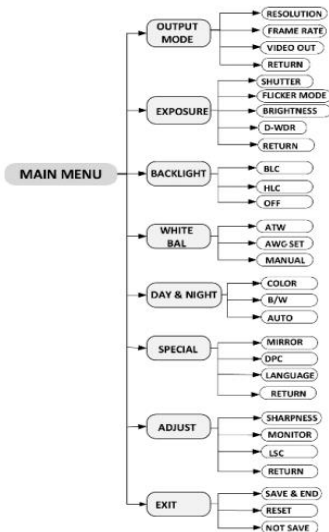 MAIN MENU
OUTPUT
MODE
RESOLUTION
FRAME RATE
VIDEO OUT
RETURN
EXPOSURE
SHUTTER
FLICKER MODE
BRIGHTNESS
D-WDR
RETURN
BACKLIGHT
BLC
HLC
OFF
WHITE
BAL
ATW
AWC SET
MANUAL
DAY & NIGHT
COLOR
B/W
AUTO
SPECIAL
MIRROR
DPC
LANGUAGE
RETURN
ADJUST
SHARPNESS
MONITOR
LSC
RETURN
EXIT
SAVE & END
RESET
NOT SAVE